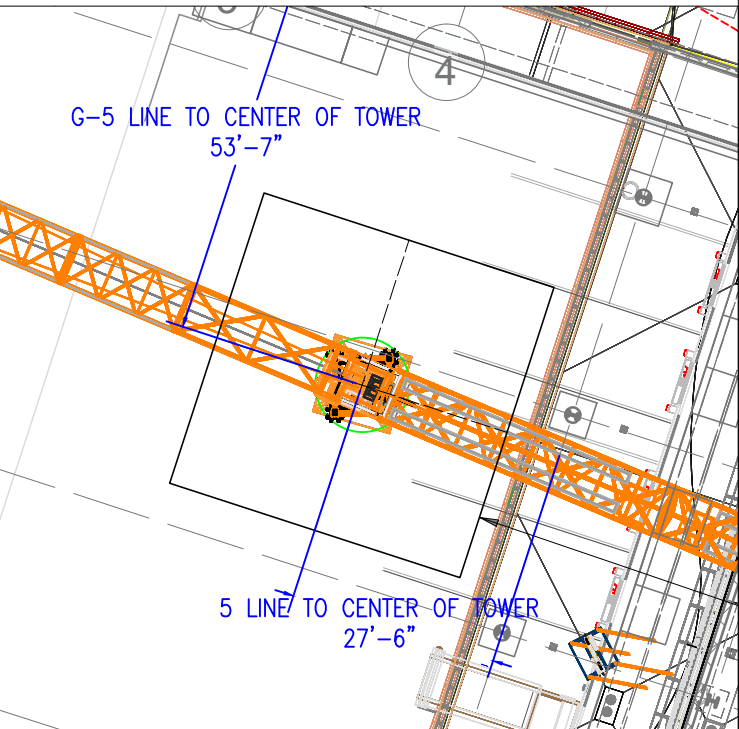 4
G-5 LINE TO CENTER OF TOWER
53'-7"
5 LINE TO CENTER OF TOWER
27'-6"